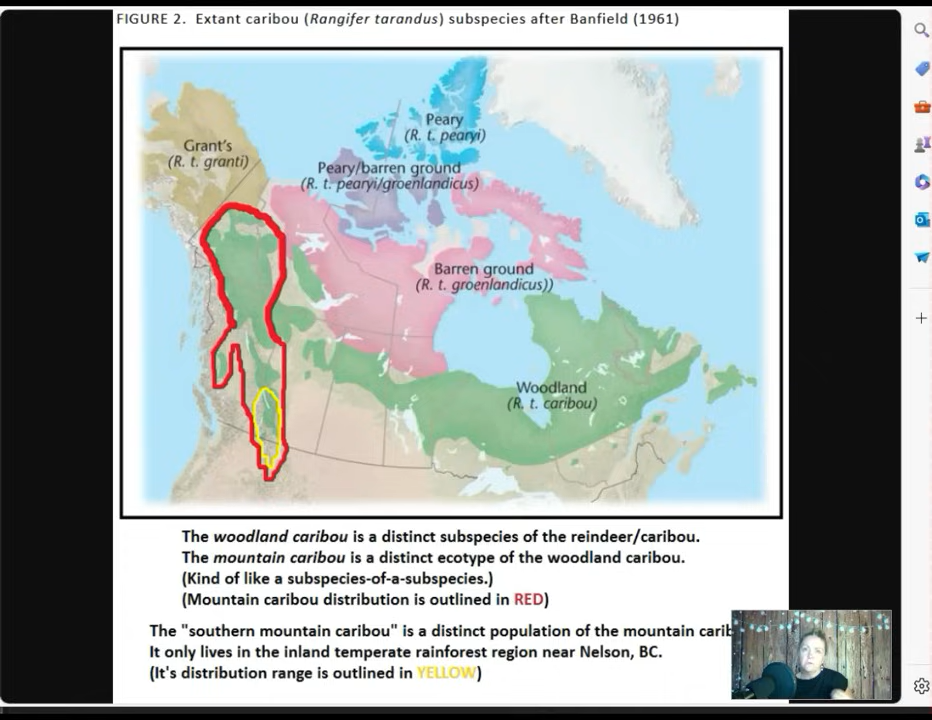 FIGURE 2. Extant caribou (Rangifer tarandus) subspecies after Banfield (1961)
Peary
(R. t. pearyi)
Grant's
(R. t. granti)
Peary/barren ground
(R. t. pearyi/groenlandicus)
Barren ground
(R. t. groenlandicus))
Woodland
(R. t. caribou)
The woodland caribou is a distinct subspecies of the reindeer/caribou.
The mountain caribou is a distinct ecotype of the woodland caribou.
(Kind of like a subspecies-of-a-subspecies.)
(Mountain caribou distribution is outlined in RED)
The "southern mountain caribou" is a distinct population of the mountain carib
It only lives in the inland temperate rainforest region near Nelson, BC.
(It's distribution range is outlined in YELLOW)